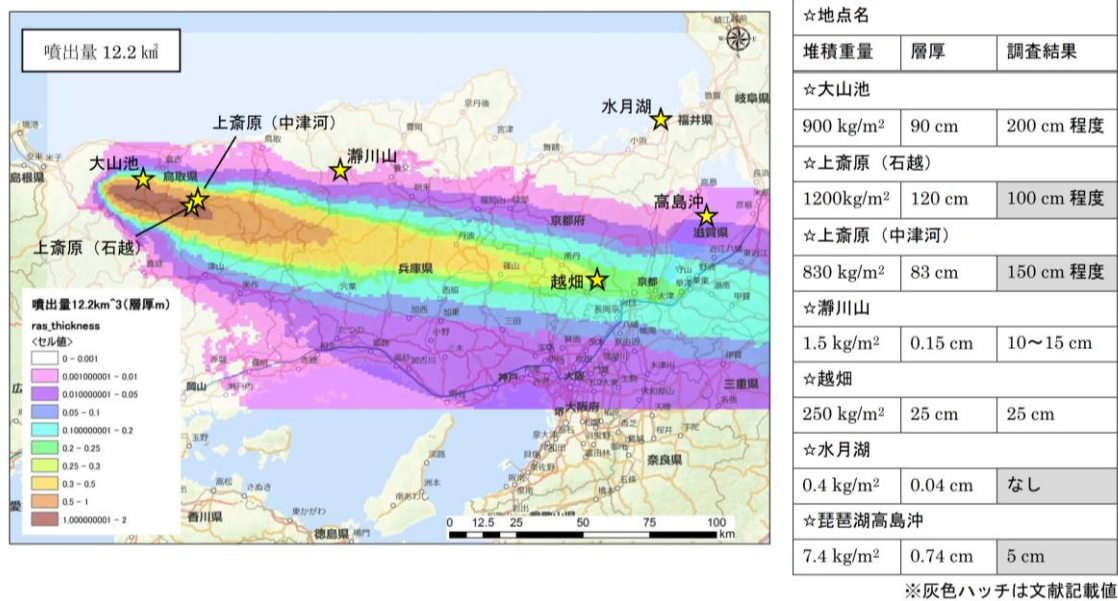 噴出量 12.2 ㎦
水月湖
福井県
岐阜県
上斎原（中津河）
大山池
鳥取県
瀞川山
島根県
高島沖
滋賀県
京都府
上斎原（石越）
兵庫県
越畑
京都
噴出量12.2km^3(層厚m)
ras_thickness
<セル値>
0 - 0.001
0.001000001 - 0.01
0.010000001 - 0.05
0.05 - 0.1
0.100000001 - 0.2
0.2 - 0.25
0.25 - 0.3
0.3 - 0.5
0.5 - 1
1.000000001 - 2
岡山
神戸
大阪
大阪府
三重県
奈良県
香川県
徳島県
0 12.5 25 50 75 100
km
☆地点名
堆積重量 層厚 調査結果
☆大山池
900 kg/m² 90 cm 200 cm 程度
☆上斎原（石越）
1200kg/m² 120 cm 100 cm 程度
☆上斎原（中津河）
830 kg/m² 83 cm 150 cm 程度
☆瀞川山
1.5 kg/m² 0.15 cm 10～15 cm
☆越畑
250 kg/m² 25 cm 25 cm
☆水月湖
0.4 kg/m² 0.04 cm なし
☆琵琶湖高島沖
7.4 kg/m² 0.74 cm 5 cm
※灰色ハッチは文献記載値